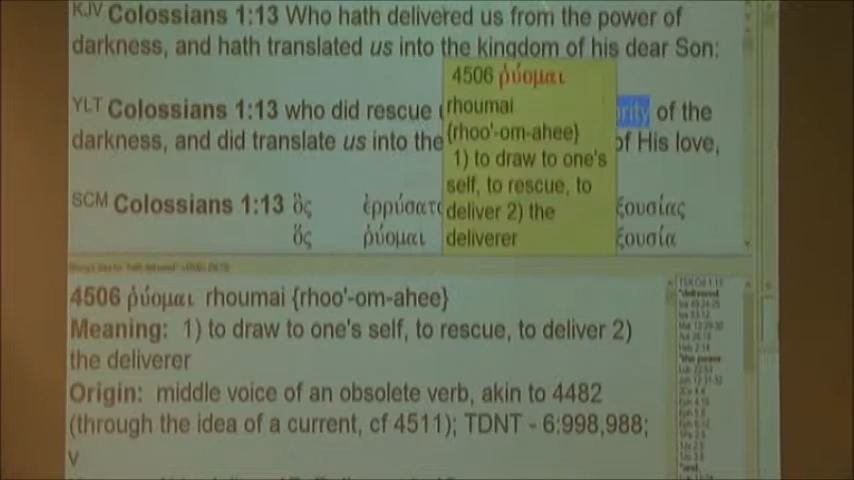 KJV Colossians 1:13 Who hath delivered us from the power of
darkness, and hath translated us into the kingdom of his dear Son:
YLT Colossians 1:13 who did rescue
rity of the
darkness, and did translate us into the
of His love,
SCM Colossians 1:13 ὃς ἐρρύσατο
ξουσίας
ὅς ῥύομαι
ξουσία
4506 ῥύομαι
rhoumai
{rhoo'-om-ahee}
1) to draw to one's
self, to rescue, to
deliver 2) the
deliverer
4506 ῥύομαι rhoumai {rhoo'-om-ahee}
Meaning: 1) to draw to one's self, to rescue, to deliver 2)
the deliverer
Origin: middle voice of an obsolete verb, akin to 4482
(through the idea of a current, cf 4511); TDNT - 6:998,988;
v